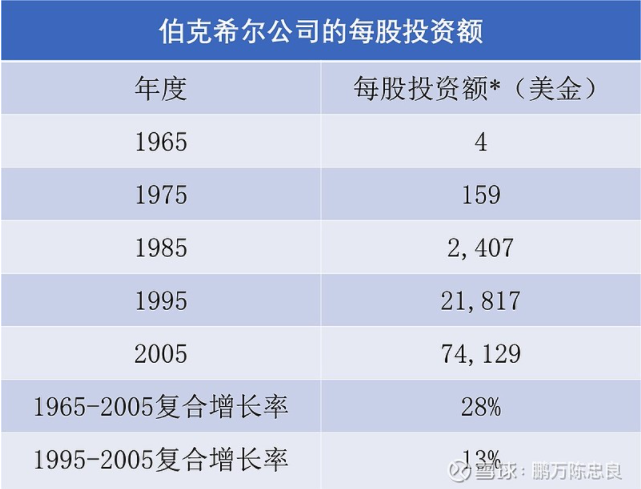 伯克希尔公司的每股投资额
年度 每股投资额*（美金）
1965 4
1975 159
1985 2,407
1995 21,817
2005 74,129
1965-2005复合增长率 28%
1995-2005复合增长率 13%
雪球：鹏万陈忠良